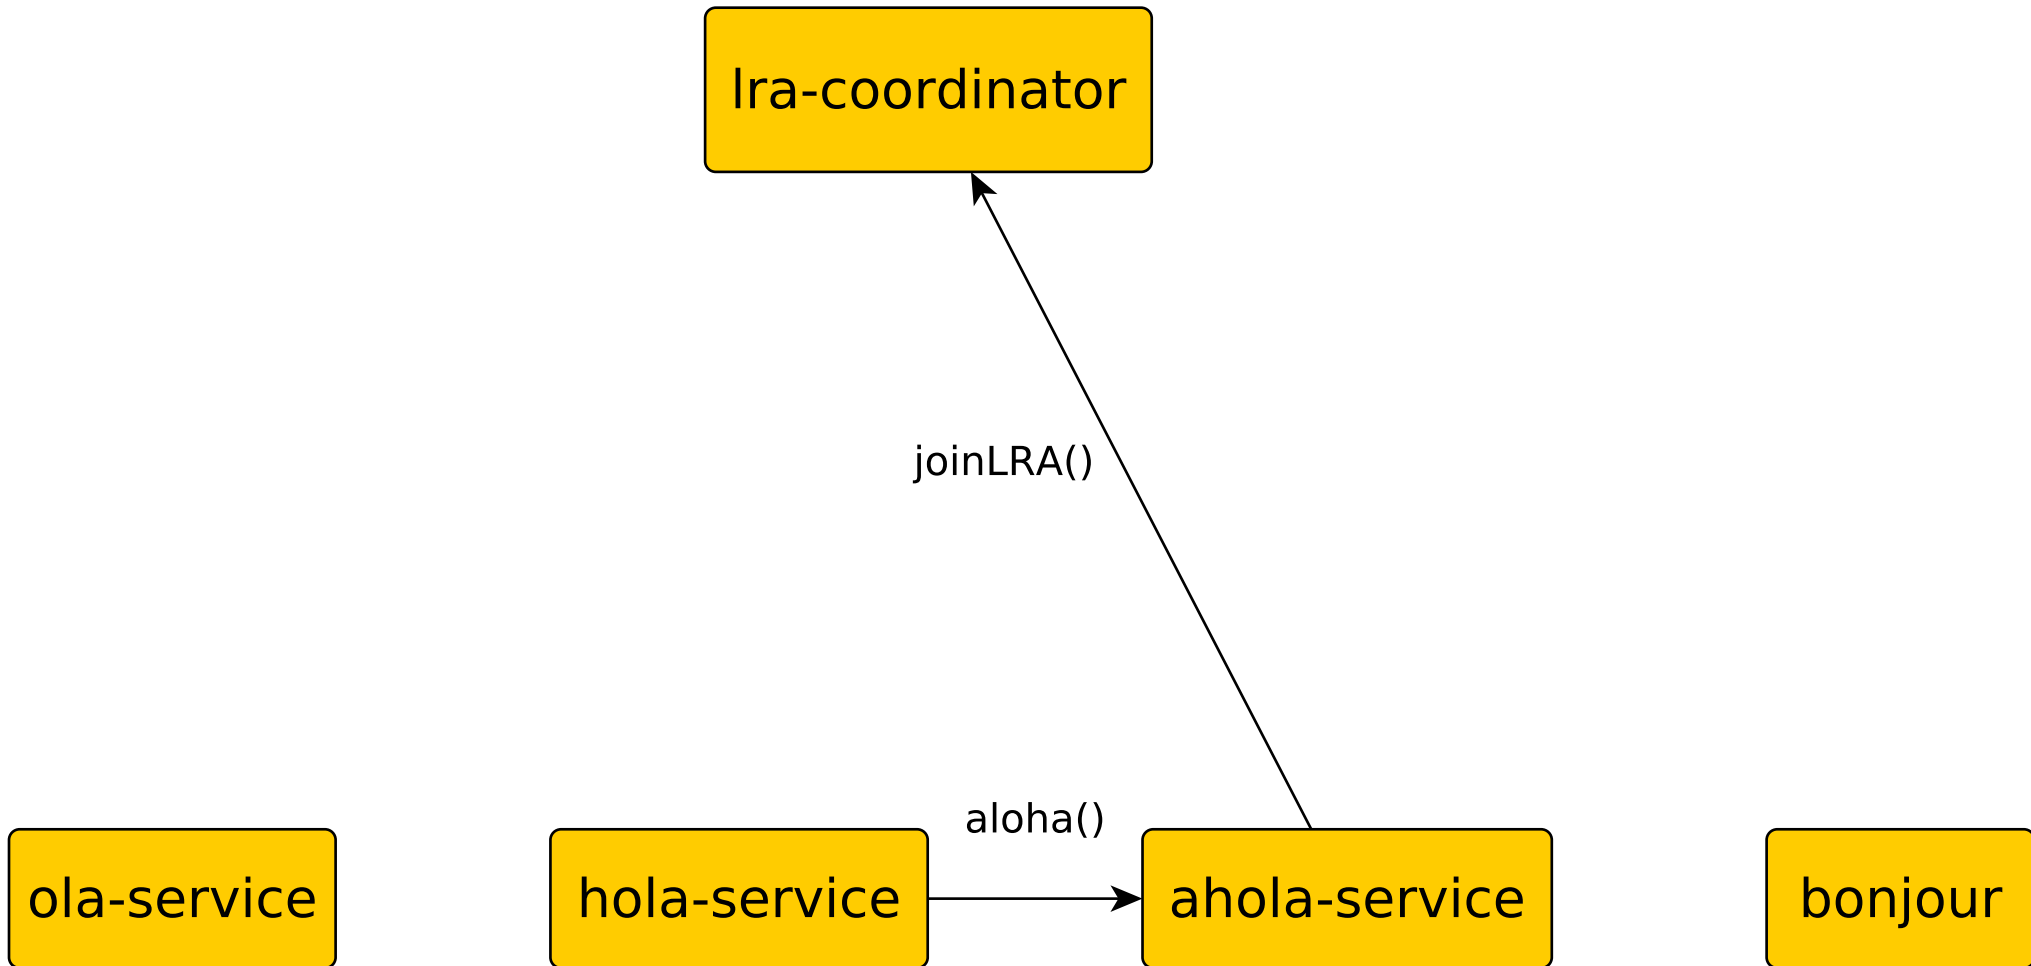 lra-coordinator
joinLRA()
aloha()
ola-service
hola-service
ahola-service
bonjour